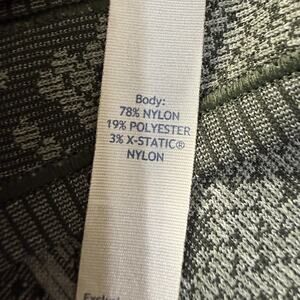 Body:
78% NYLON
19% POLYESTER
3% X-STATIC®
NYLON